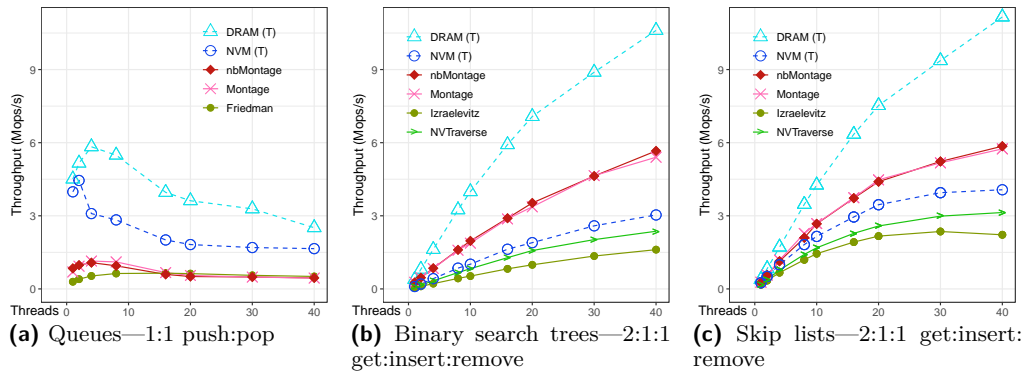 Throughput (Mops/s)
9
6
3
0
DRAM (T)
NVM (T)
nbMontage
Montage
Friedman
Threads
0 10 20 30 40
(a) Queues—1:1 push:pop
Throughput (Mops/s)
9
6
3
0
DRAM (T)
NVM (T)
nbMontage
Montage
Izraelevitz
NVTraverse
Threads
0 10 20 30 40
(b) Binary search trees—2:1:1
get:insert:remove
Throughput (Mops/s)
9
6
3
0
DRAM (T)
NVM (T)
nbMontage
Montage
Izraelevitz
NVTraverse
Threads
0 10 20 30 40
(c) Skip lists—2:1:1 get:insert:
remove